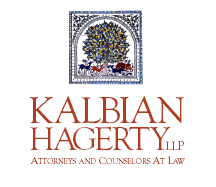 KALBIAN
HAGERTY LLP
ATTORNEYS AND COUNSELORS AT LAW